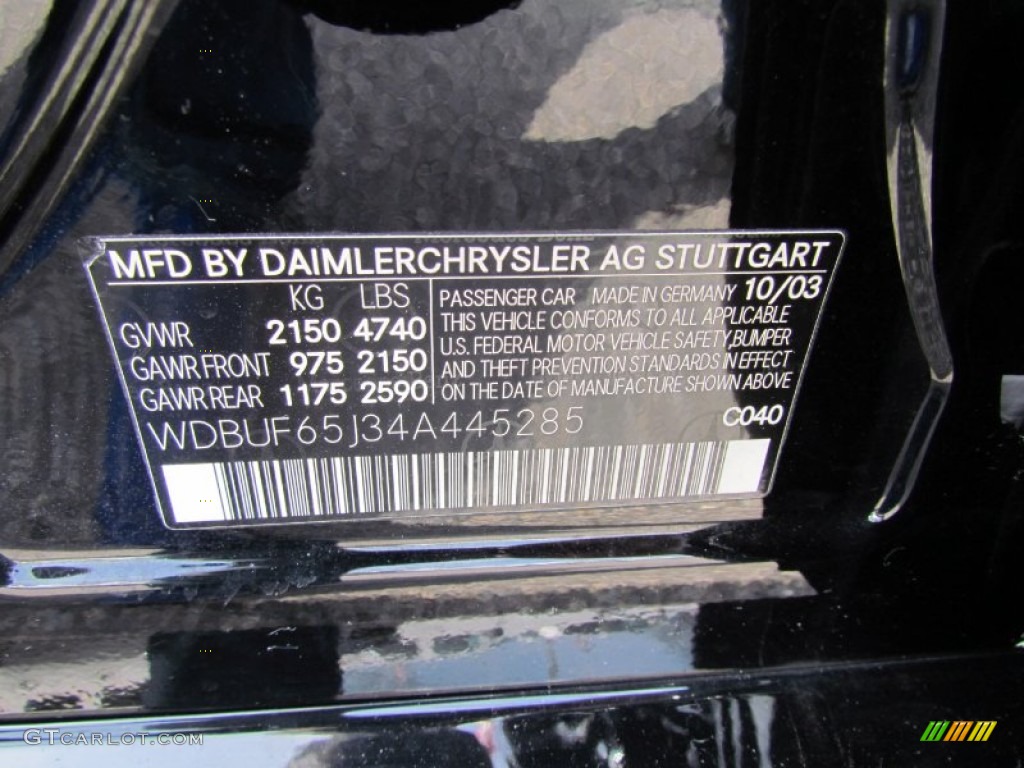 MFD BY DAIMLERCHRYSLER AG STUTTGART
KG LBS
GVWR 2150 4740
GAWR FRONT 975 2150
GAWR REAR 1175 2590
PASSENGER CAR MADE IN GERMANY 10/03
THIS VEHICLE CONFORMS TO ALL APPLICABLE
U.S. FEDERAL MOTOR VEHICLE SAFETY, BUMPER
AND THEFT PREVENTION STANDARDS IN EFFECT
ON THE DATE OF MANUFACTURE SHOWN ABOVE
WDBUF65J34A445285 C040
GTCARLOT.COM